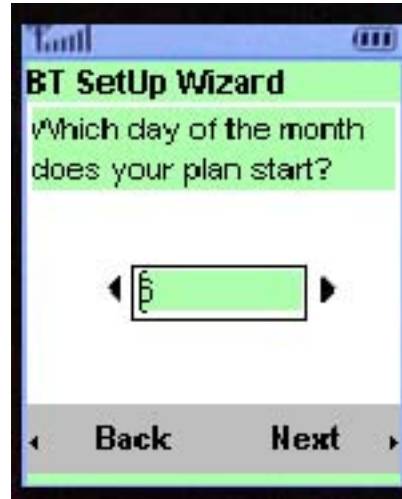 BT SetUp Wizard
Which day of the month
does your plan start?
Back Next